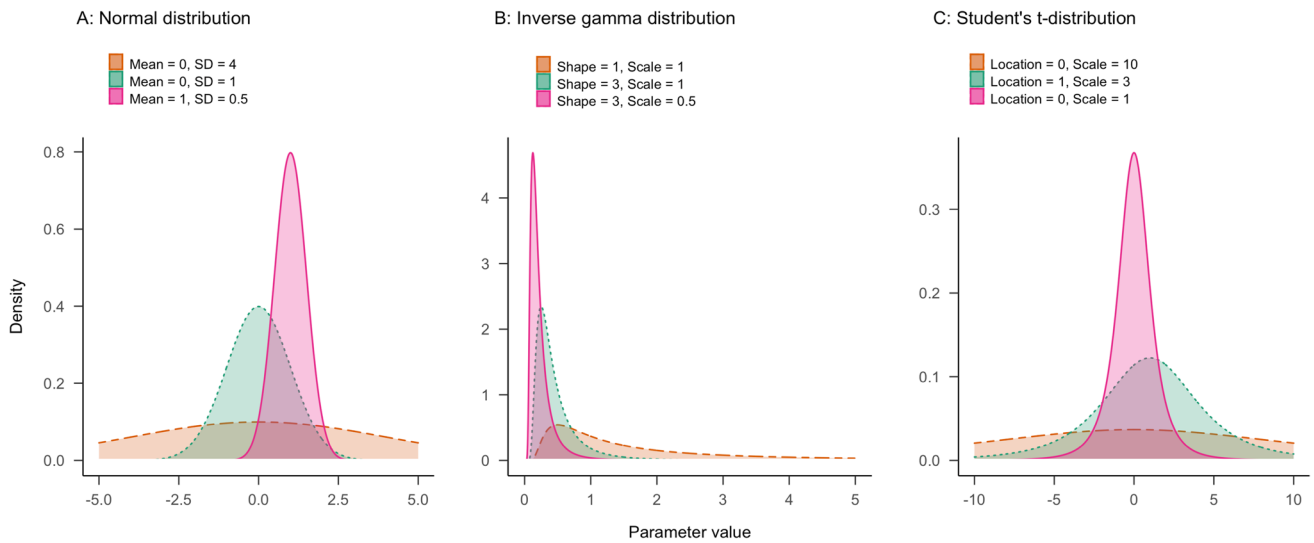 A: Normal distribution
Mean = 0, SD = 4
Mean = 0, SD = 1
Mean = 1, SD = 0.5
0.8
0.6
0.4
0.2
0.0
-5.0 -2.5 0.0 2.5 5.0
Density
B: Inverse gamma distribution
Shape = 1, Scale = 1
Shape = 3, Scale = 1
Shape = 3, Scale = 0.5
4
3
2
1
0
0 1 2 3 4 5
Parameter value
C: Student's t-distribution
Location = 0, Scale = 10
Location = 1, Scale = 3
Location = 0, Scale = 1
0.3
0.2
0.1
0.0
-10 -5 0 5 10